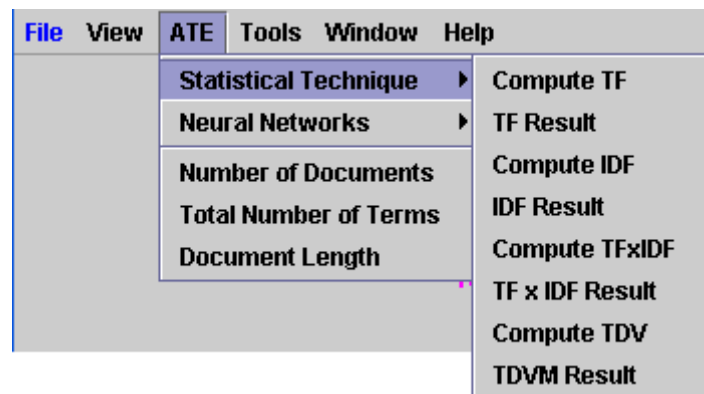 File View ATE Tools Window Help
Statistical Technique
Neural Networks
Number of Documents
Total Number of Terms
Document Length
Compute TF
TF Result
Compute IDF
IDF Result
Compute TFxIDF
TF x IDF Result
Compute TDV
TDVM Result